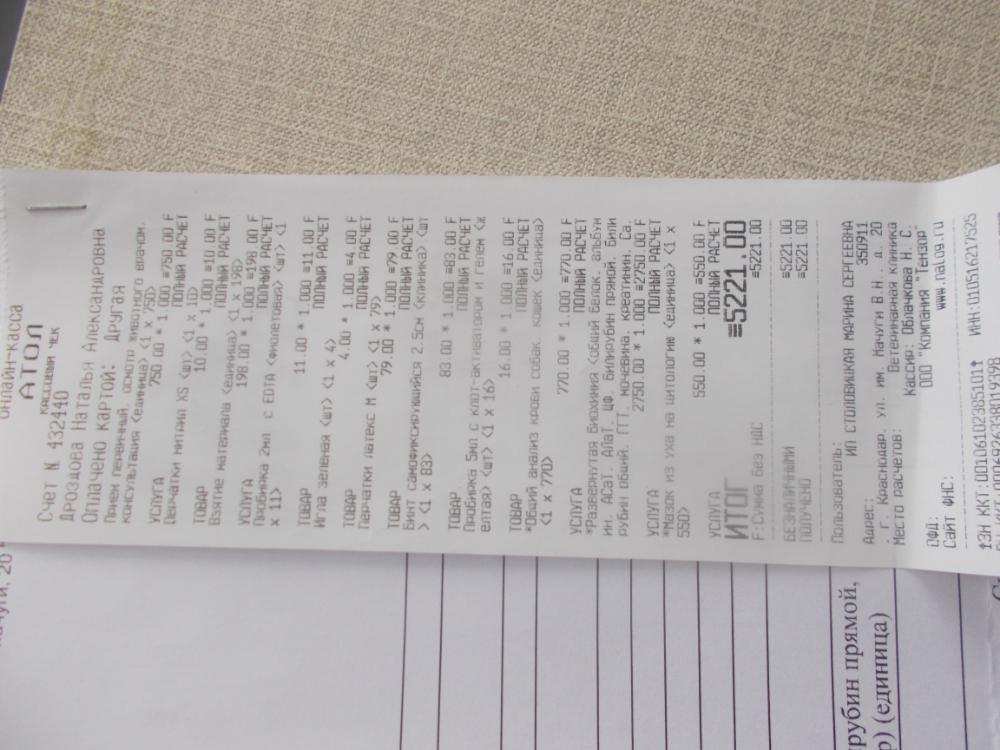 онлайн-касса
АТОЛ
КАССОВЫЙ ЧЕК
Счет N 432440
Дроздова Наталья Александровна
Оплачено картой: Другая
Прием первичный, осмотр животного врачом,
консультация <единица> <1 x 750>
750.00 * 1.000 ≡750.00 F
УСЛУГА ПОЛНЫЙ РАСЧЕТ
Перчатки нитрил XS <шт> <1 x 10>
10.00 * 1.000 ≡10.00 F
ТОВАР ПОЛНЫЙ РАСЧЕТ
Взятие материала <единица> <1 x 198>
198.00 * 1.000 ≡198.00 F
УСЛУГА ПОЛНЫЙ РАСЧЕТ
Пробирка 2мл с EDTA <фиолетовая> <шт> <1
x 11>
11.00 * 1.000 ≡11.00 F
ТОВАР ПОЛНЫЙ РАСЧЕТ
Игла зеленая <шт> <1 x 4>
4.00 * 1.000 ≡4.00 F
ТОВАР ПОЛНЫЙ РАСЧЕТ
Перчатки латекс M <шт> <1 x 79>
79.00 * 1.000 ≡79.00 F
ТОВАР ПОЛНЫЙ РАСЧЕТ
Бинт самофиксирующийся 2.5см <клиника> <шт
> <1 x 83>
83.00 * 1.000 ≡83.00 F
ТОВАР ПОЛНЫЙ РАСЧЕТ
Пробирка 5мл с клот-активатором и гелем <ж
елтая> <шт> <1 x 16>
16.00 * 1.000 ≡16.00 F
ТОВАР ПОЛНЫЙ РАСЧЕТ
*Общий анализ крови собак, кошек <единица>
<1 x 770>
770.00 * 1.000 ≡770.00 F
УСЛУГА ПОЛНЫЙ РАСЧЕТ
*Развернутая биохимия <общий белок, альбум
ин, АСаТ, АЛаТ, ЩФ, билирубин прямой, били
рубин общий, ГГТ, мочевина, креатинин, Ca,
2750.00 * 1.000 ≡2750.00 F
УСЛУГА ПОЛНЫЙ РАСЧЕТ
*Мазок из уха на цитологию <единица> <1 x
550>
550.00 * 1.000 ≡550.00 F
УСЛУГА ПОЛНЫЙ РАСЧЕТ
ИТОГ ≡5221.00
F:Сумма без НДС ≡5221.00
БЕЗНАЛИЧНЫМИ ≡5221.00
ПОЛУЧЕНО ≡5221.00
Пользователь:
ИП СТОЛОВИЦКАЯ МАРИНА СЕРГЕЕВНА
Адрес: 350911
, г. Краснодар, ул. им. Мачуги В.Н., д. 20
Место расчетов: Ветеринарная клиника
Кассир: Облачкова Н. С.
ОФД: ООО "Компания "Тензор"
Сайт ФНС: www.nalog.ru
ЗН ККТ:00106102385101 ИНН:010516217525
рубин прямой,
р) (единица)